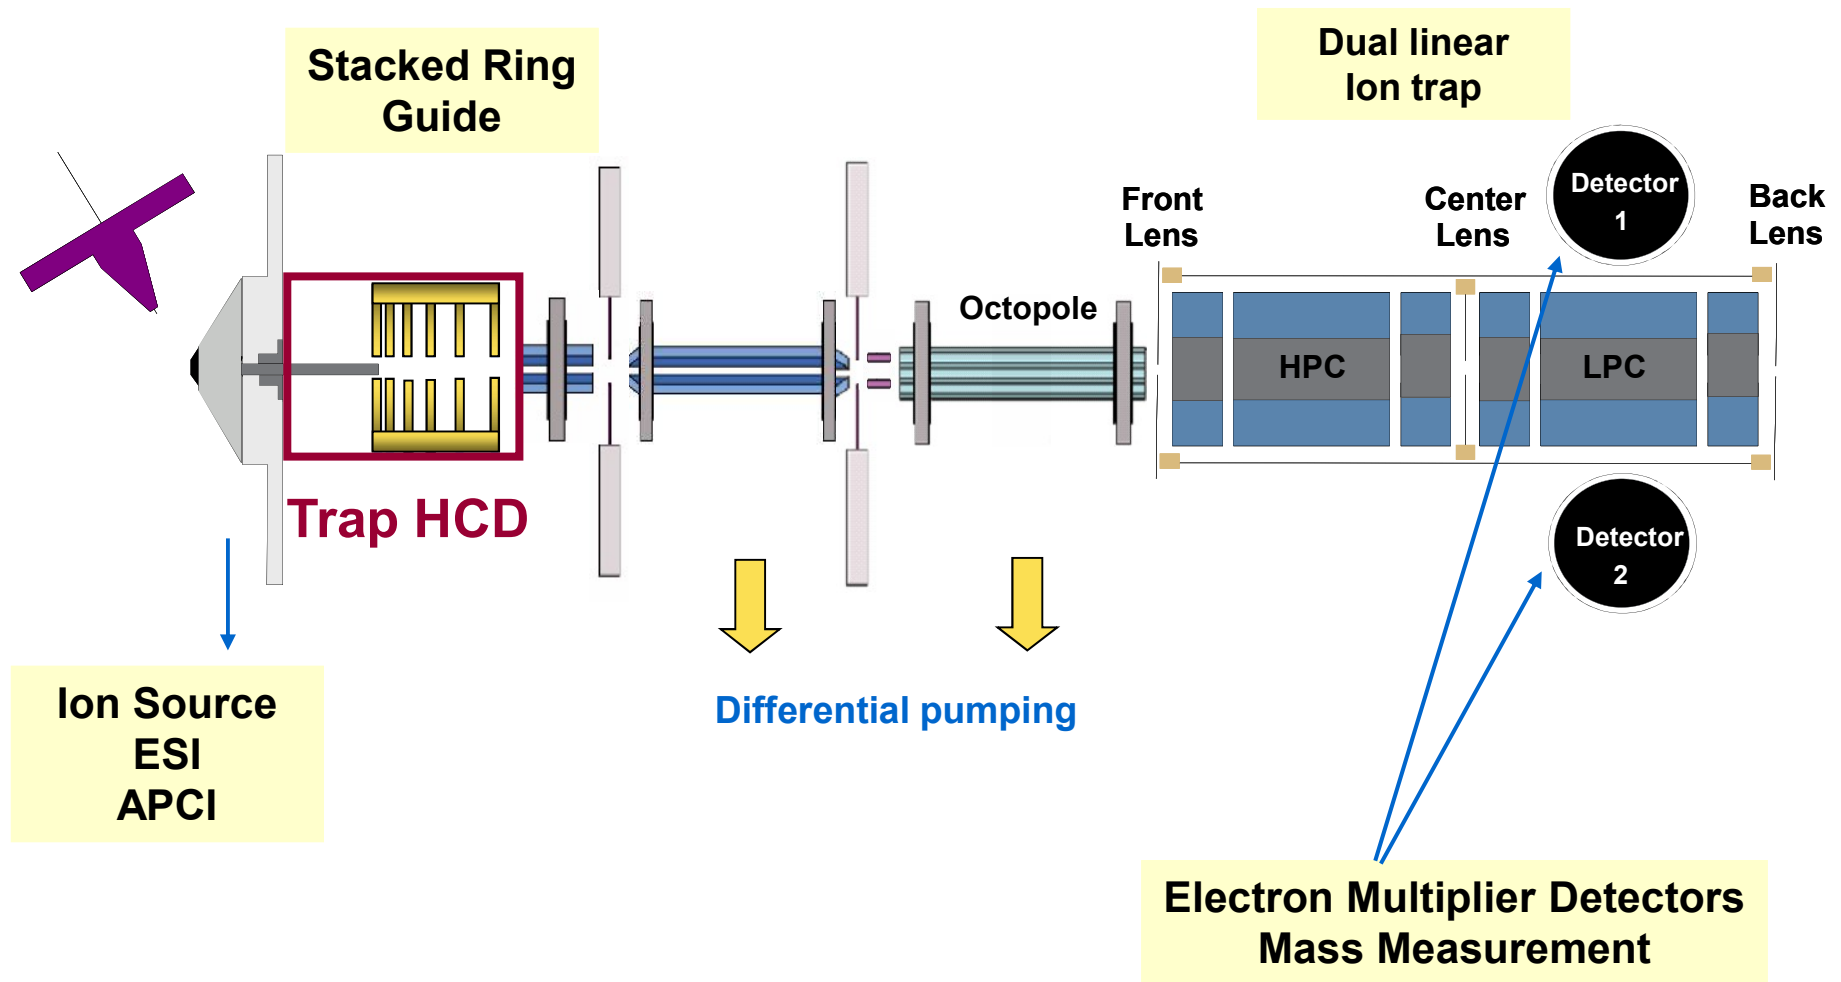 Stacked Ring
Guide
Dual linear
Ion trap
Detector
1
Front
Lens
Center
Lens
Back
Lens
Octopole
HPC
LPC
Trap HCD
Detector
2
Ion Source
ESI
APCI
Differential pumping
Electron Multiplier Detectors
Mass Measurement